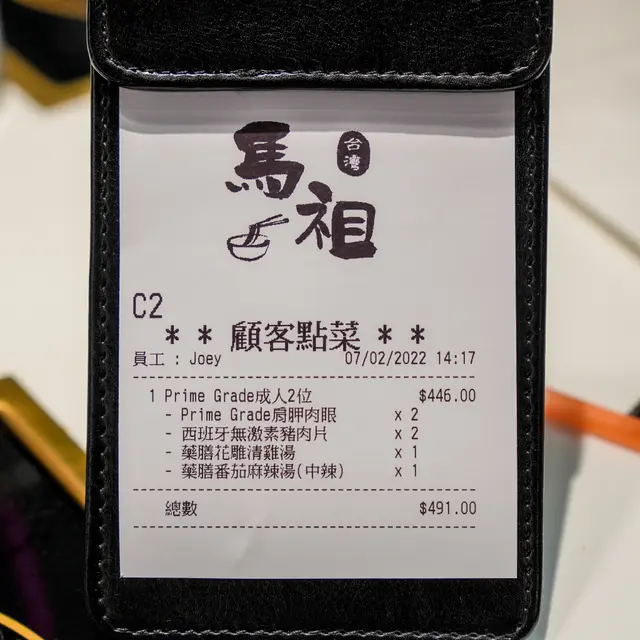 台灣
馬祖
C2
* * 顧客點菜 * *
員工 : Joey 07/02/2022 14:17
1 Prime Grade成人2位 $446.00
- Prime Grade肩胛肉眼 x 2
- 西班牙無激素豬肉片 x 2
- 藥膳花雕清雞湯 x 1
- 藥膳番茄麻辣湯(中辣) x 1
總數 $491.00